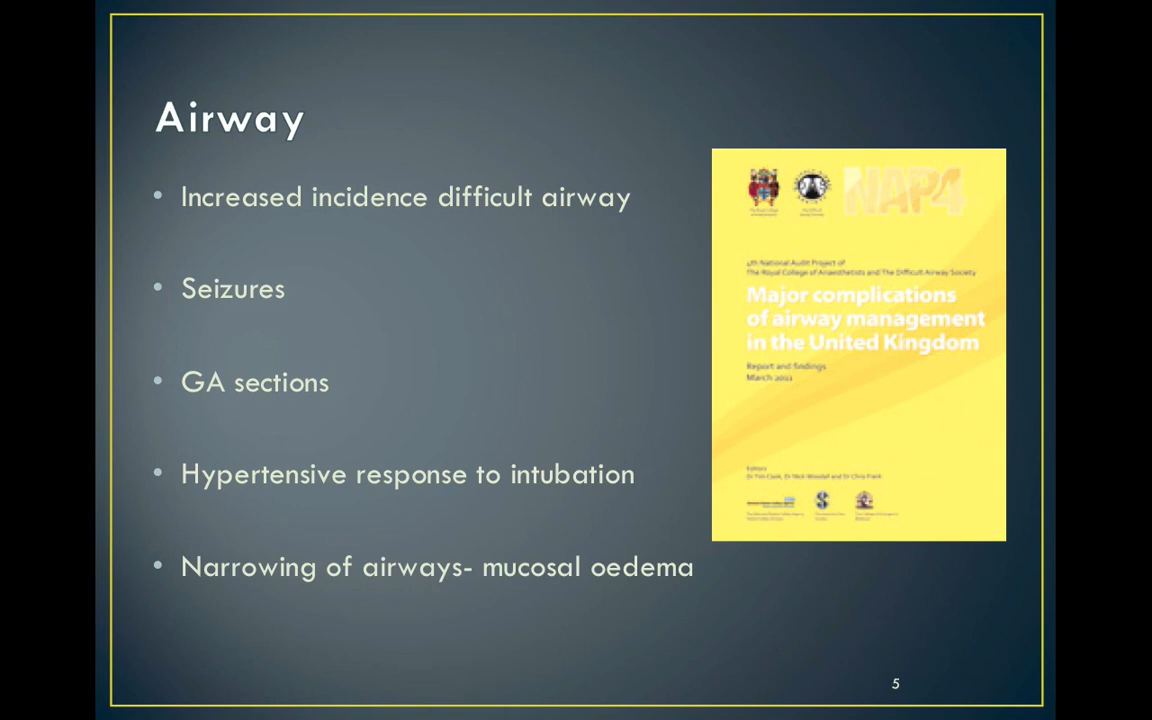 Airway
• Increased incidence difficult airway
• Seizures
• GA sections
• Hypertensive response to intubation
• Narrowing of airways- mucosal oedema
NAP4
4th National Audit Project of
The Royal College of Anaesthetists and The Difficult Airway Society
Major complications
of airway management
in the United Kingdom
Report and findings
March 2011
Editors
Dr Tim Cook, Dr Nick Woodall and Dr Chris Frerk
5